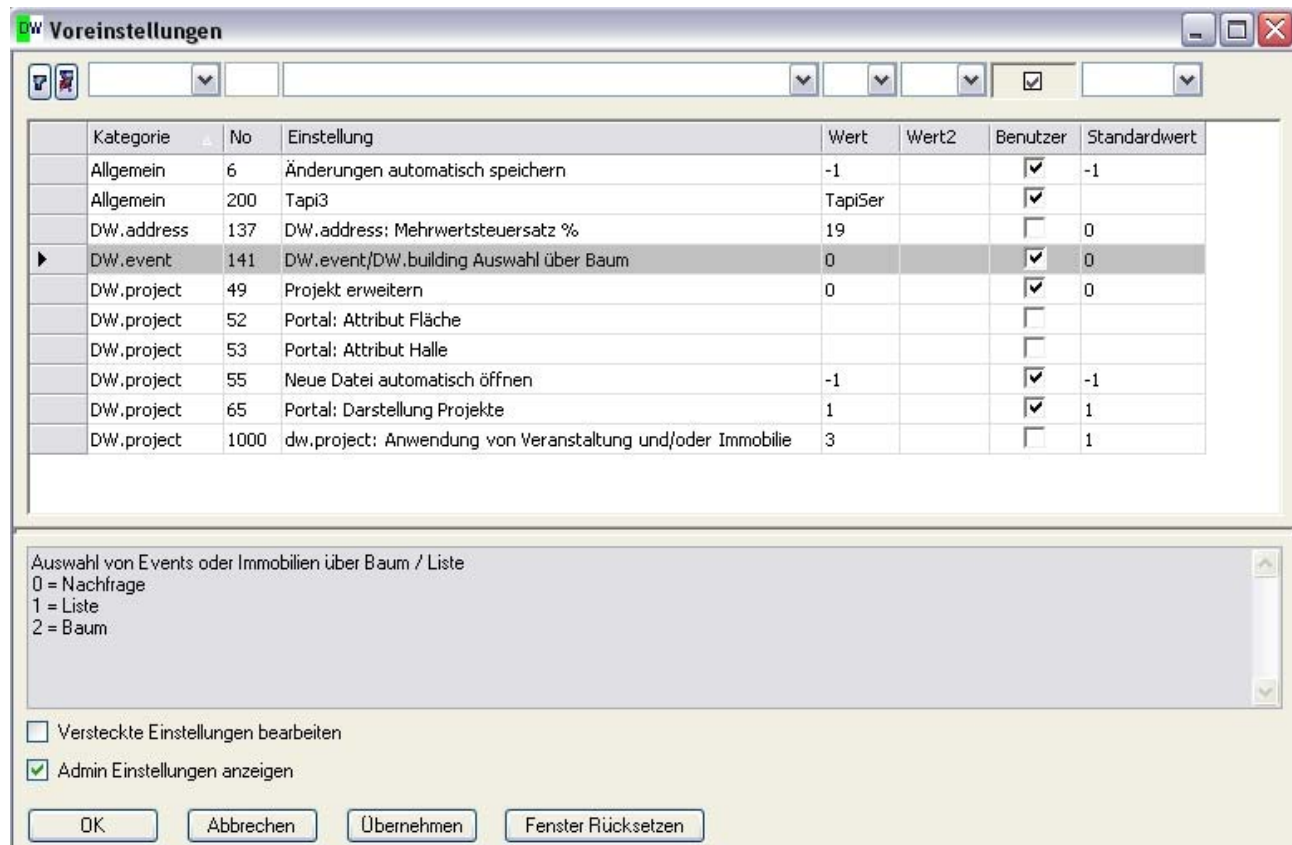 DW Voreinstellungen
Kategorie No Einstellung Wert Wert2 Benutzer Standardwert
Allgemein 6 Änderungen automatisch speichern -1 -1
Allgemein 200 Tapi3 TapiSer
DW.address 137 DW.address: Mehrwertsteuersatz % 19 0
DW.event 141 DW.event/DW.building Auswahl über Baum 0 0
DW.project 49 Projekt erweitern 0 0
DW.project 52 Portal: Attribut Fläche
DW.project 53 Portal: Attribut Halle
DW.project 55 Neue Datei automatisch öffnen -1 -1
DW.project 65 Portal: Darstellung Projekte 1 1
DW.project 1000 dw.project: Anwendung von Veranstaltung und/oder Immobilie 3 1
Auswahl von Events oder Immobilien über Baum / Liste
0 = Nachfrage
1 = Liste
2 = Baum
Versteckte Einstellungen bearbeiten
Admin Einstellungen anzeigen
OK Abbrechen Übernehmen Fenster Rücksetzen